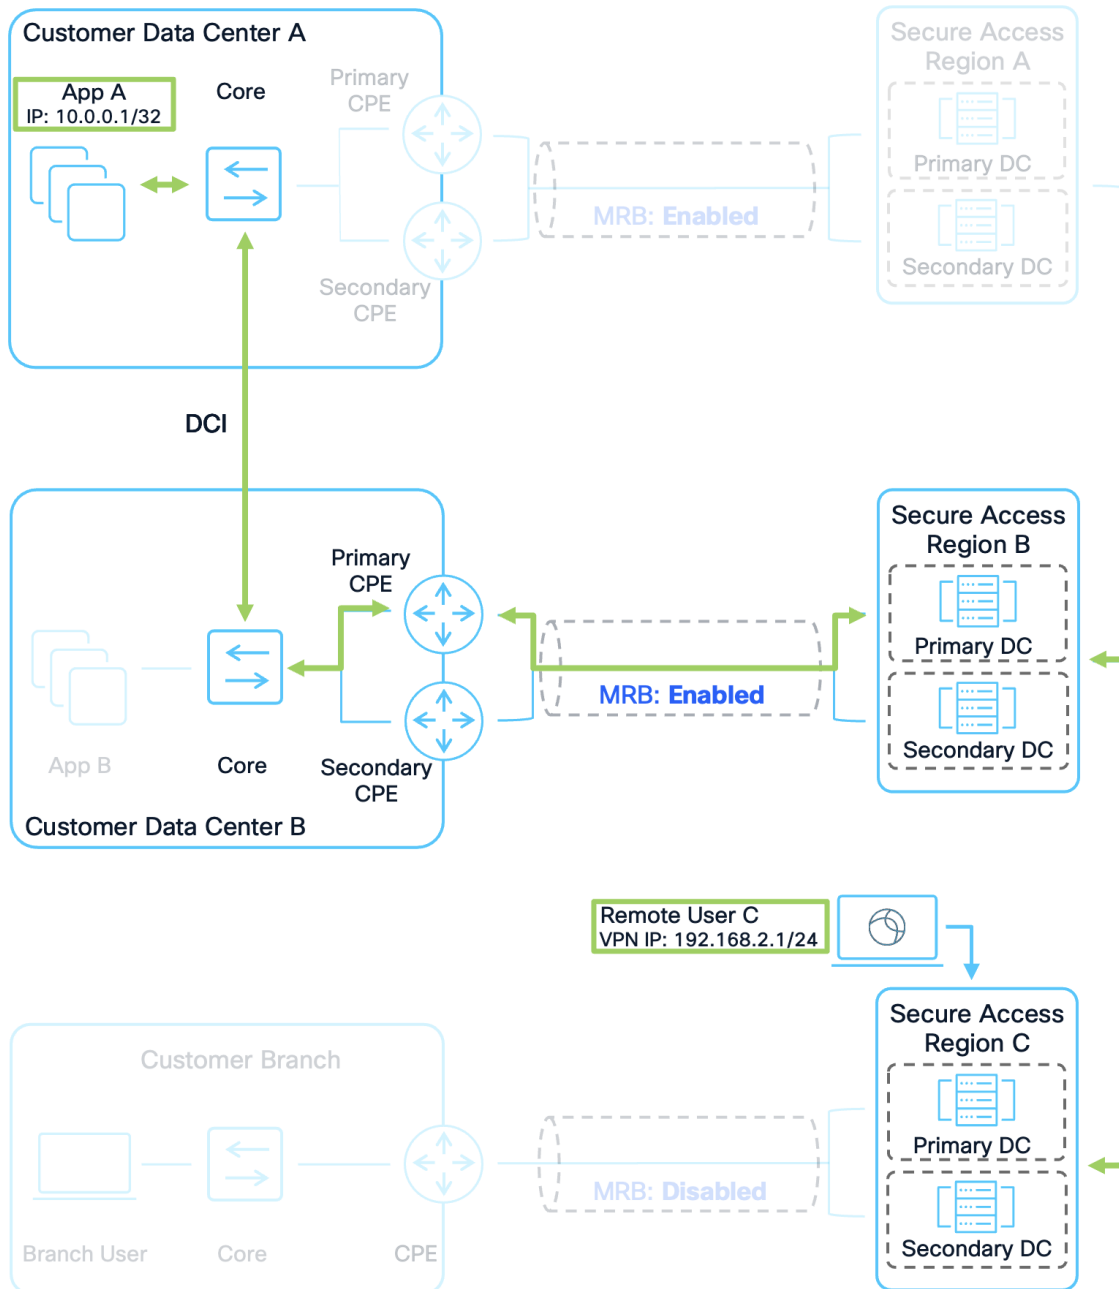 Customer Data Center A
App A
IP: 10.0.0.1/32
Core
Primary
CPE
Secondary
CPE
MRB: Enabled
Secure Access
Region A
Primary DC
Secondary DC
DCI
Customer Data Center B
App B
Core
Primary
CPE
Secondary
CPE
MRB: Enabled
Secure Access
Region B
Primary DC
Secondary DC
Remote User C
VPN IP: 192.168.2.1/24
Customer Branch
Branch User
Core
CPE
MRB: Disabled
Secure Access
Region C
Primary DC
Secondary DC